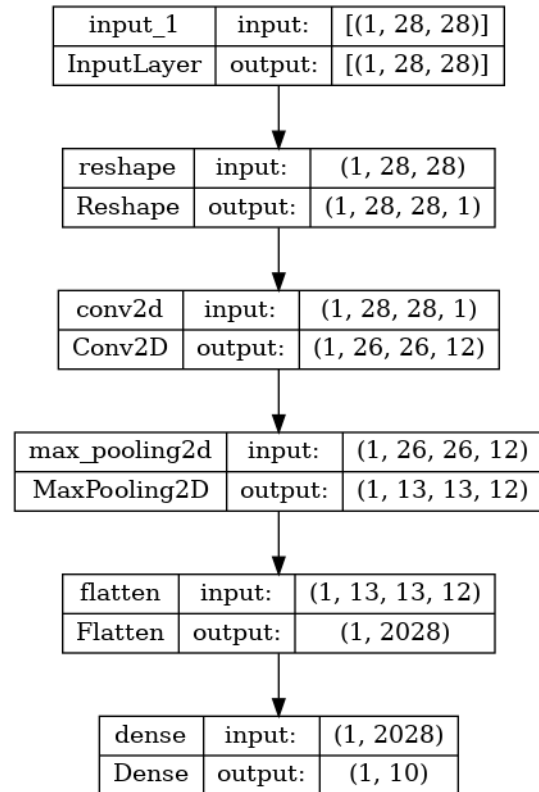 input_1 input: [(1, 28, 28)]
InputLayer output: [(1, 28, 28)]
reshape input: (1, 28, 28)
Reshape output: (1, 28, 28, 1)
conv2d input: (1, 28, 28, 1)
Conv2D output: (1, 26, 26, 12)
max_pooling2d input: (1, 26, 26, 12)
MaxPooling2D output: (1, 13, 13, 12)
flatten input: (1, 13, 13, 12)
Flatten output: (1, 2028)
dense input: (1, 2028)
Dense output: (1, 10)